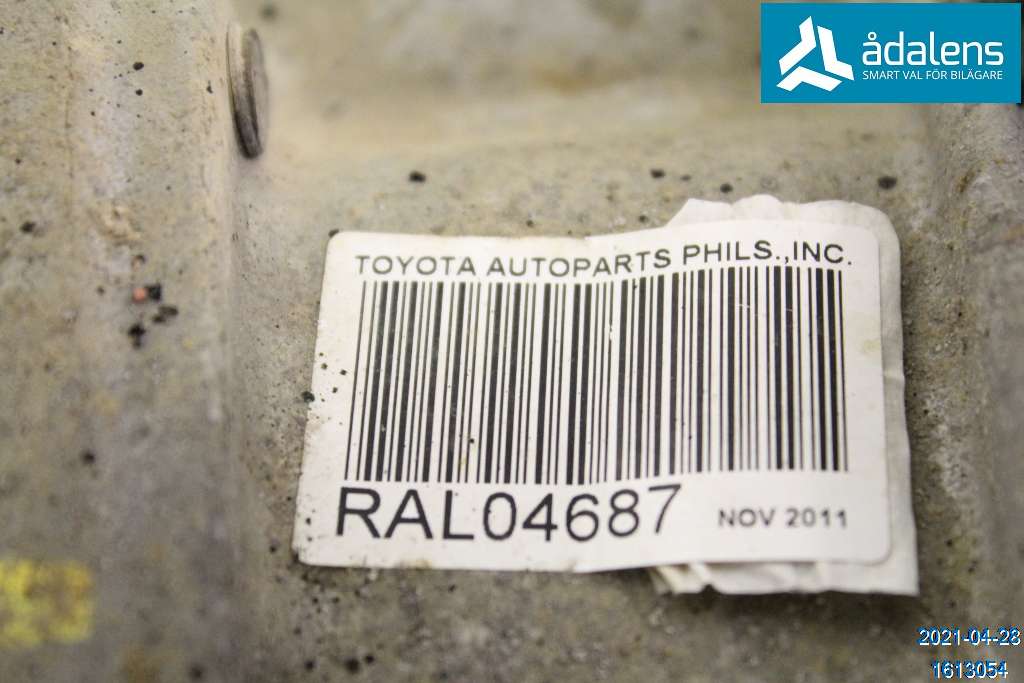 ådalens
SMART VAL FÖR BILÄGARE
TOYOTA AUTOPARTS PHILS.,INC.
RAL04687
NOV 2011
2021-04-28
1613054